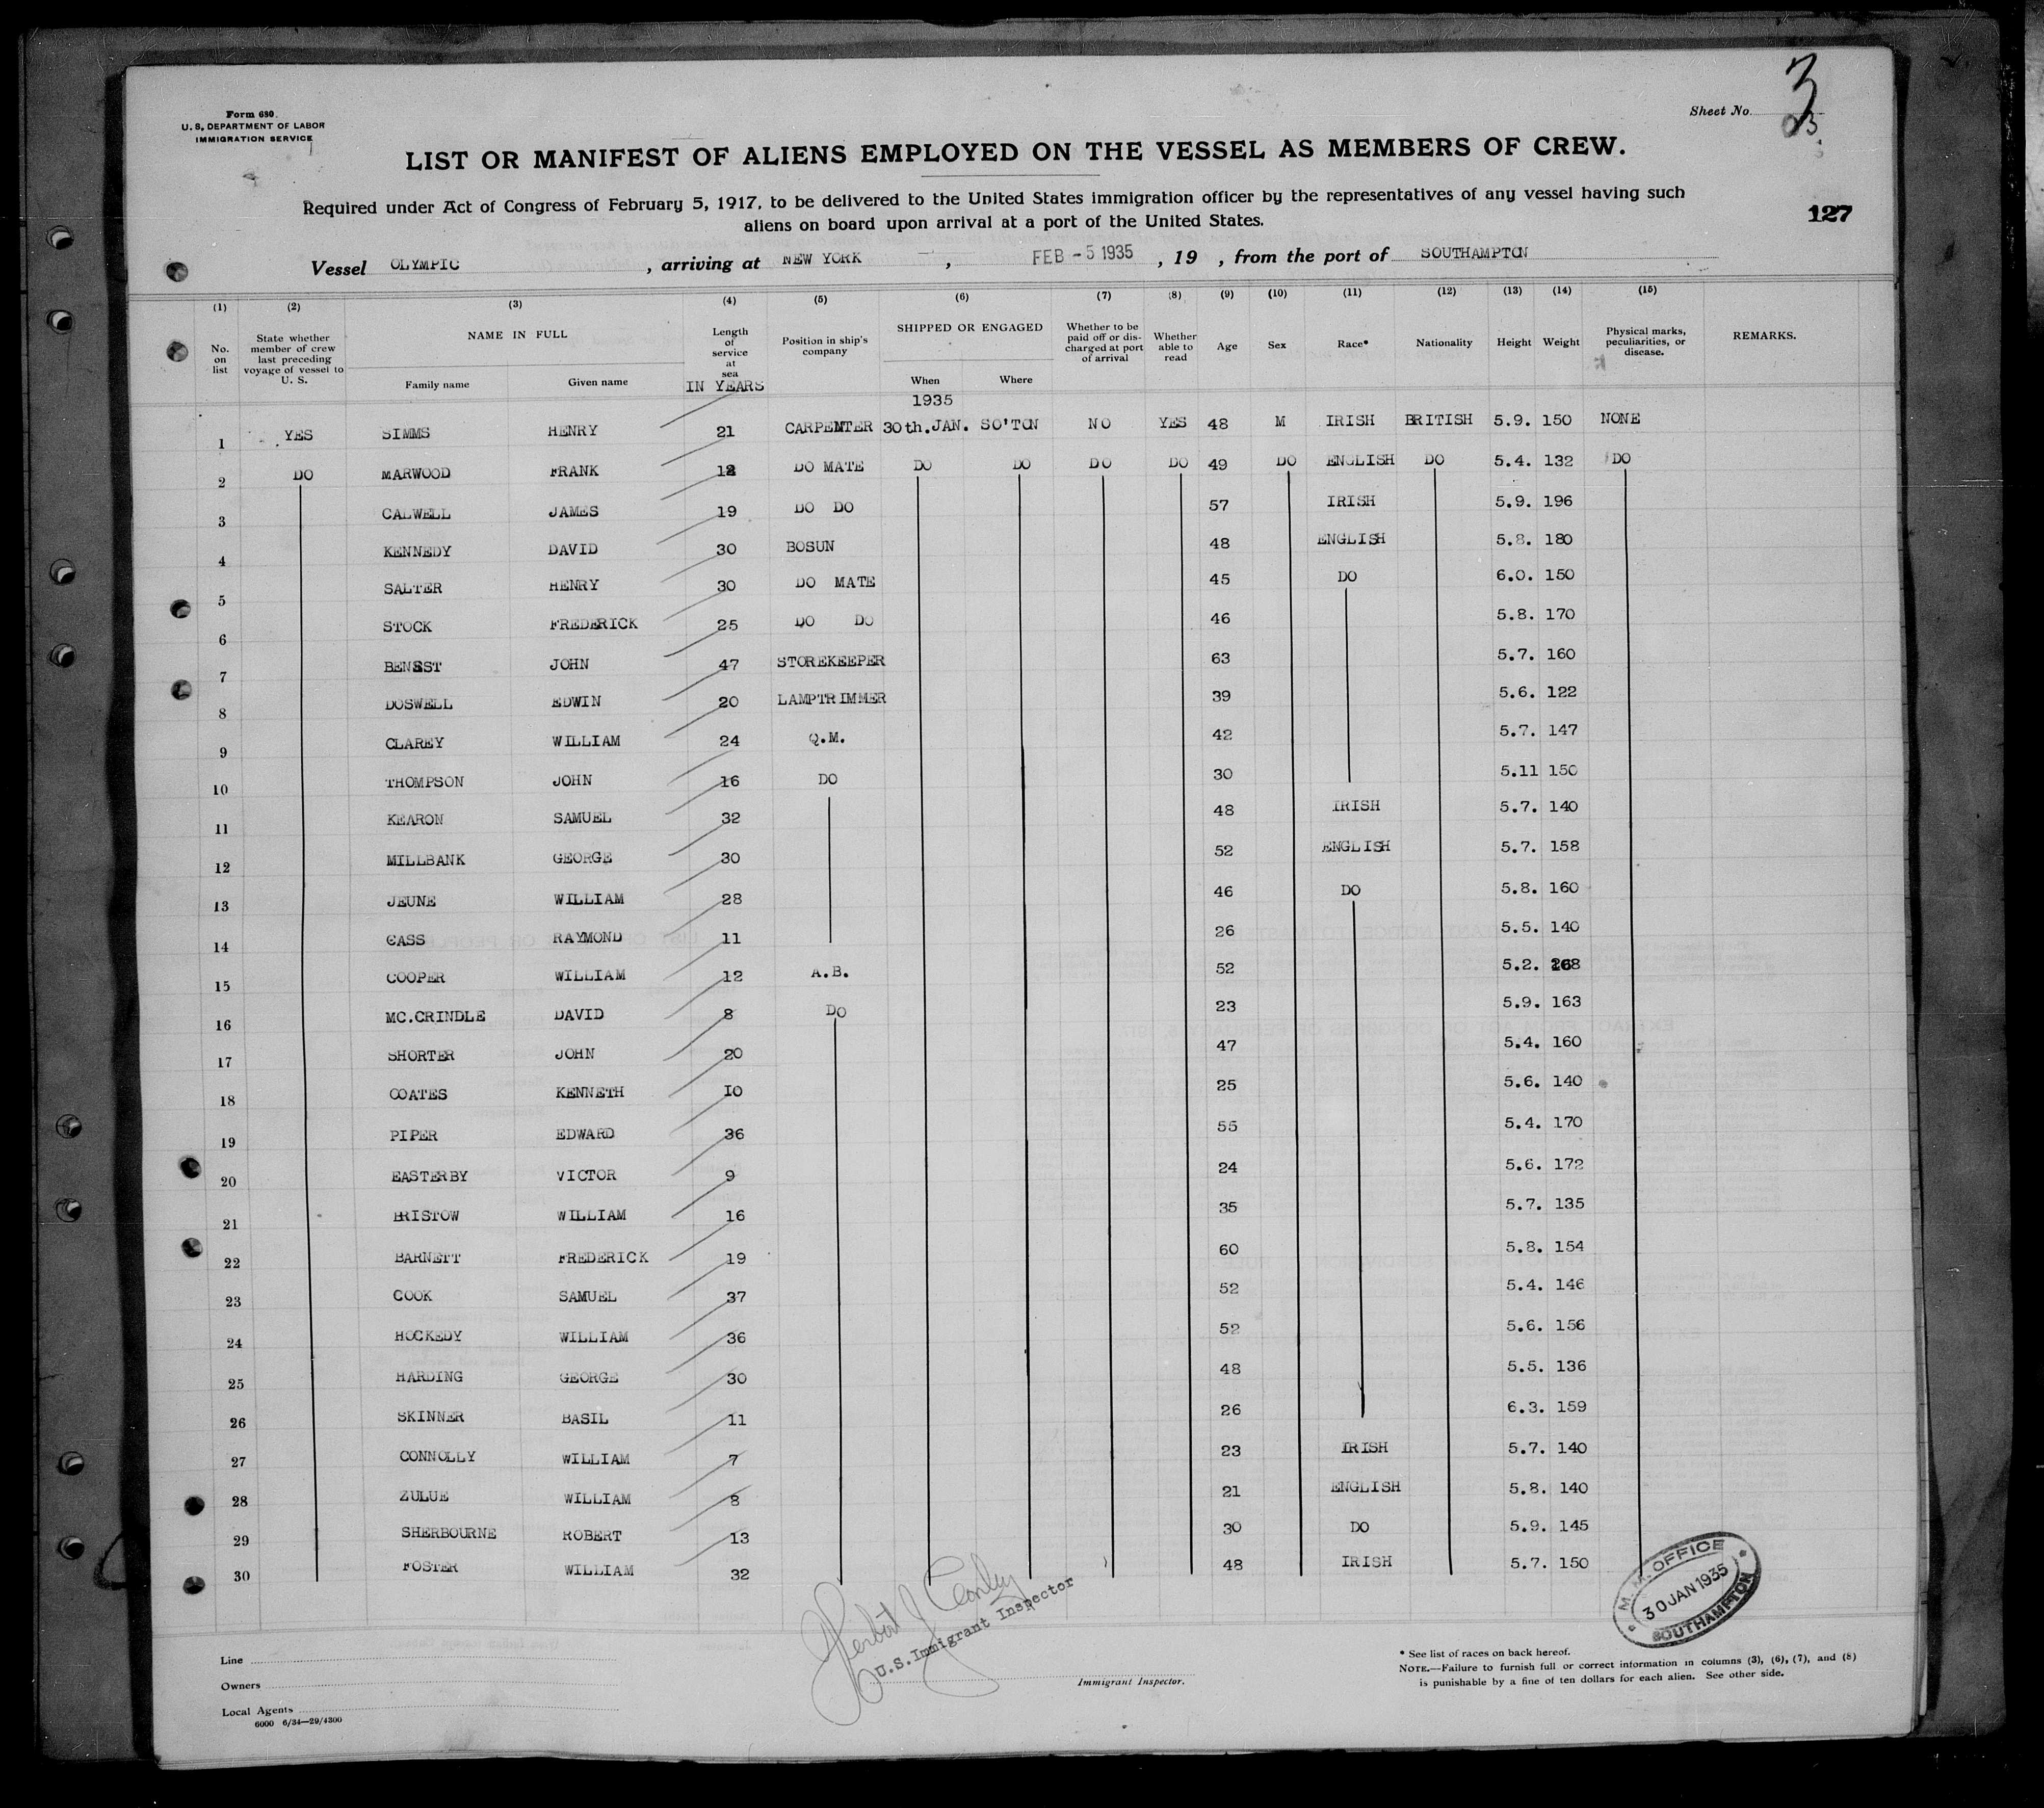 Form 680.
U. S. DEPARTMENT OF LABOR
IMMIGRATION SERVICE
Sheet No. 3
LIST OR MANIFEST OF ALIENS EMPLOYED ON THE VESSEL AS MEMBERS OF CREW.
Required under Act of Congress of February 5, 1917, to be delivered to the United States immigration officer by the representatives of any vessel having such
aliens on board upon arrival at a port of the United States.
127
Vessel OLYMPIC , arriving at NEW YORK , FEB - 5 1935 , 19 , from the port of SOUTHAMPTON
(1) (2) (3) (4) (5) (6) (7) (8) (9) (10) (11) (12) (13) (14) (15)
No. on list
State whether member of crew last preceding voyage of vessel to U. S.
NAME IN FULL
Family name Given name
Length of service at sea
IN YEARS
Position in ship's company
SHIPPED OR ENGAGED
When Where
Whether to be paid off or discharged at port of arrival
Whether able to read
Age
Sex
Race*
Nationality
Height
Weight
Physical marks, peculiarities, or disease.
REMARKS.
1935
1 YES SIMMS HENRY 21 CARPENTER 30th.JAN. SO'TON NO YES 48 M IRISH BRITISH 5.9. 150 NONE
2 DO MARWOOD FRANK DO MATE DO DO DO DO 49 DO ENGLISH DO 5.4. 132 DO
3 CALWELL JAMES 19 DO DO 57 IRISH 5.9. 196
4 KENNEDY DAVID 30 BOSUN 48 ENGLISH 5.8. 180
5 SALTER HENRY 30 DO MATE 45 DO 6.0. 150
6 STOCK FREDERICK 25 DO DO 46 5.8. 170
7 JOHN 47 STOREKEEPER 63 5.7. 160
8 DOSWELL EDWIN 20 LAMPTRIMMER 39 5.6. 122
9 CLAREY WILLIAM 24 Q.M. 42 5.7. 147
10 THOMPSON JOHN 16 DO 30 5.11 150
11 KEARON SAMUEL 32 48 IRISH 5.7. 140
12 MILLBANK GEORGE 30 52 ENGLISH 5.7. 158
13 JEUNE WILLIAM 28 46 DO 5.8. 160
14 CASS RAYMOND 11 26 5.5. 140
15 COOPER WILLIAM 12 A.B. 52 5.2.
16 MC.CRINDLE DAVID 8 DO 23 5.9. 163
17 SHORTER JOHN 20 47 5.4. 160
18 COATES KENNETH IO 25 5.6. 140
19 PIPER EDWARD 36 55 5.4. 170
20 EASTERBY VICTOR 9 24 5.6. 172
21 BRISTOW WILLIAM 16 35 5.7. 135
22 BARNETT FREDERICK 19 60 5.8. 154
23 COOK SAMUEL 37 52 5.4. 146
24 HOCKEDY WILLIAM 36 52 5.6. 156
25 HARDING GEORGE 30 48 5.5. 136
26 SKINNER BASIL 11 26 6.3. 159
27 CONNOLLY WILLIAM 7 23 IRISH 5.7. 140
28 ZULUE WILLIAM 8 21 ENGLISH 5.8. 140
29 SHERBOURNE ROBERT 13 30 DO 5.9. 145
30 FOSTER WILLIAM 32 48 IRISH 5.7. 150
M. M. OFFICE
30 JAN 1935
SOUTHAMPTON
Herbert J
U.S. Immigrant Inspector
Line
Owners
Local Agents
6000 6/34—29/4300
Immigrant Inspector.
* See list of races on back hereof.
NOTE.—Failure to furnish full or correct information in columns (3), (6), (7), and (8)
is punishable by a fine of ten dollars for each alien. See other side.